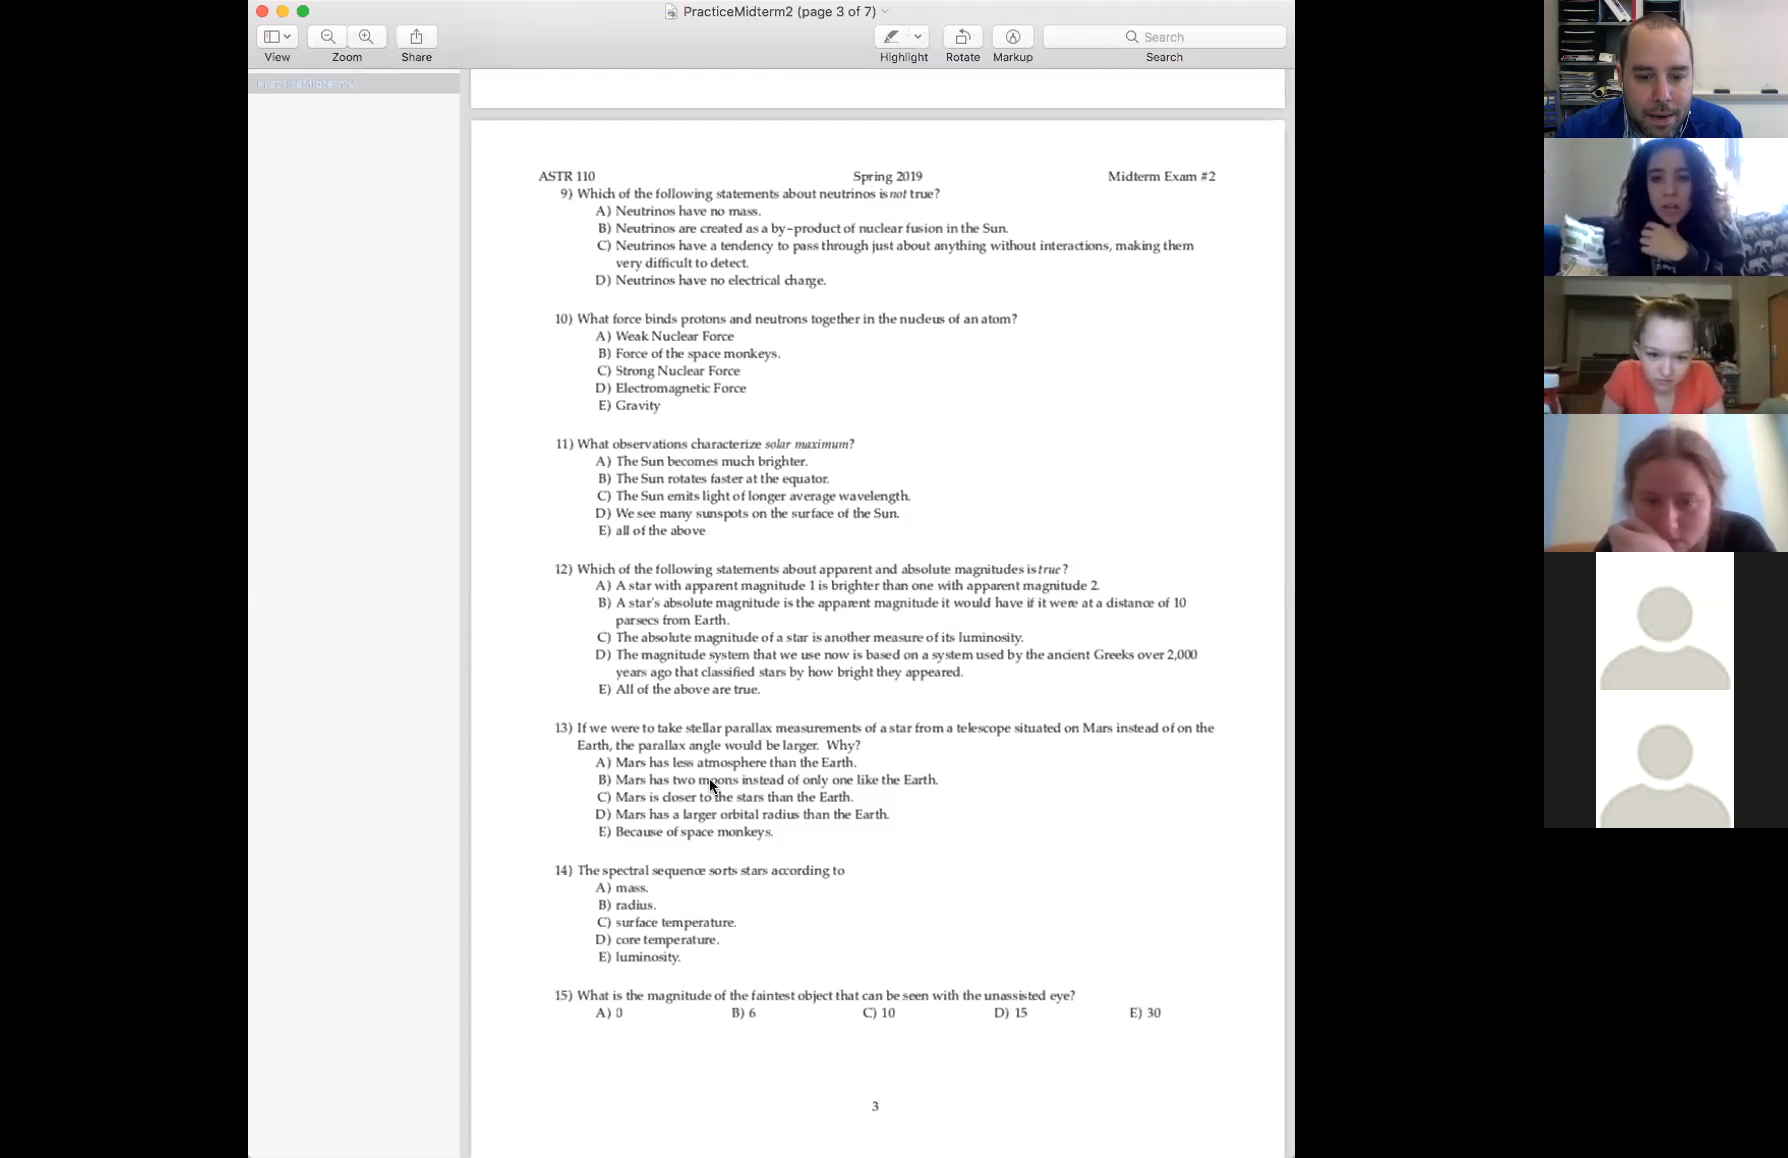 PracticeMidterm2 (page 3 of 7)
Search
View
Zoom
Share
Highlight
Rotate
Markup
Search
PracticeMidterm2
ASTR 110
Spring 2019
Midterm Exam #2
9) Which of the following statements about neutrinos is not true?
A) Neutrinos have no mass.
B) Neutrinos are created as a by-product of nuclear fusion in the Sun.
C) Neutrinos have a tendency to pass through just about anything without interactions, making them
very difficult to detect.
D) Neutrinos have no electrical charge.
10) What force binds protons and neutrons together in the nucleus of an atom?
A) Weak Nuclear Force
B) Force of the space monkeys.
C) Strong Nuclear Force
D) Electromagnetic Force
E) Gravity
11) What observations characterize solar maximum?
A) The Sun becomes much brighter.
B) The Sun rotates faster at the equator.
C) The Sun emits light of longer average wavelength.
D) We see many sunspots on the surface of the Sun.
E) all of the above
12) Which of the following statements about apparent and absolute magnitudes is true?
A) A star with apparent magnitude 1 is brighter than one with apparent magnitude 2.
B) A star's absolute magnitude is the apparent magnitude it would have if it were at a distance of 10
parsecs from Earth.
C) The absolute magnitude of a star is another measure of its luminosity.
D) The magnitude system that we use now is based on a system used by the ancient Greeks over 2,000
years ago that classified stars by how bright they appeared.
E) All of the above are true.
13) If we were to take stellar parallax measurements of a star from a telescope situated on Mars instead of on the
Earth, the parallax angle would be larger. Why?
A) Mars has less atmosphere than the Earth.
B) Mars has two moons instead of only one like the Earth.
C) Mars is closer to the stars than the Earth.
D) Mars has a larger orbital radius than the Earth.
E) Because of space monkeys.
14) The spectral sequence sorts stars according to
A) mass.
B) radius.
C) surface temperature.
D) core temperature.
E) luminosity.
15) What is the magnitude of the faintest object that can be seen with the unassisted eye?
A) 0
B) 6
C) 10
D) 15
E) 30
3